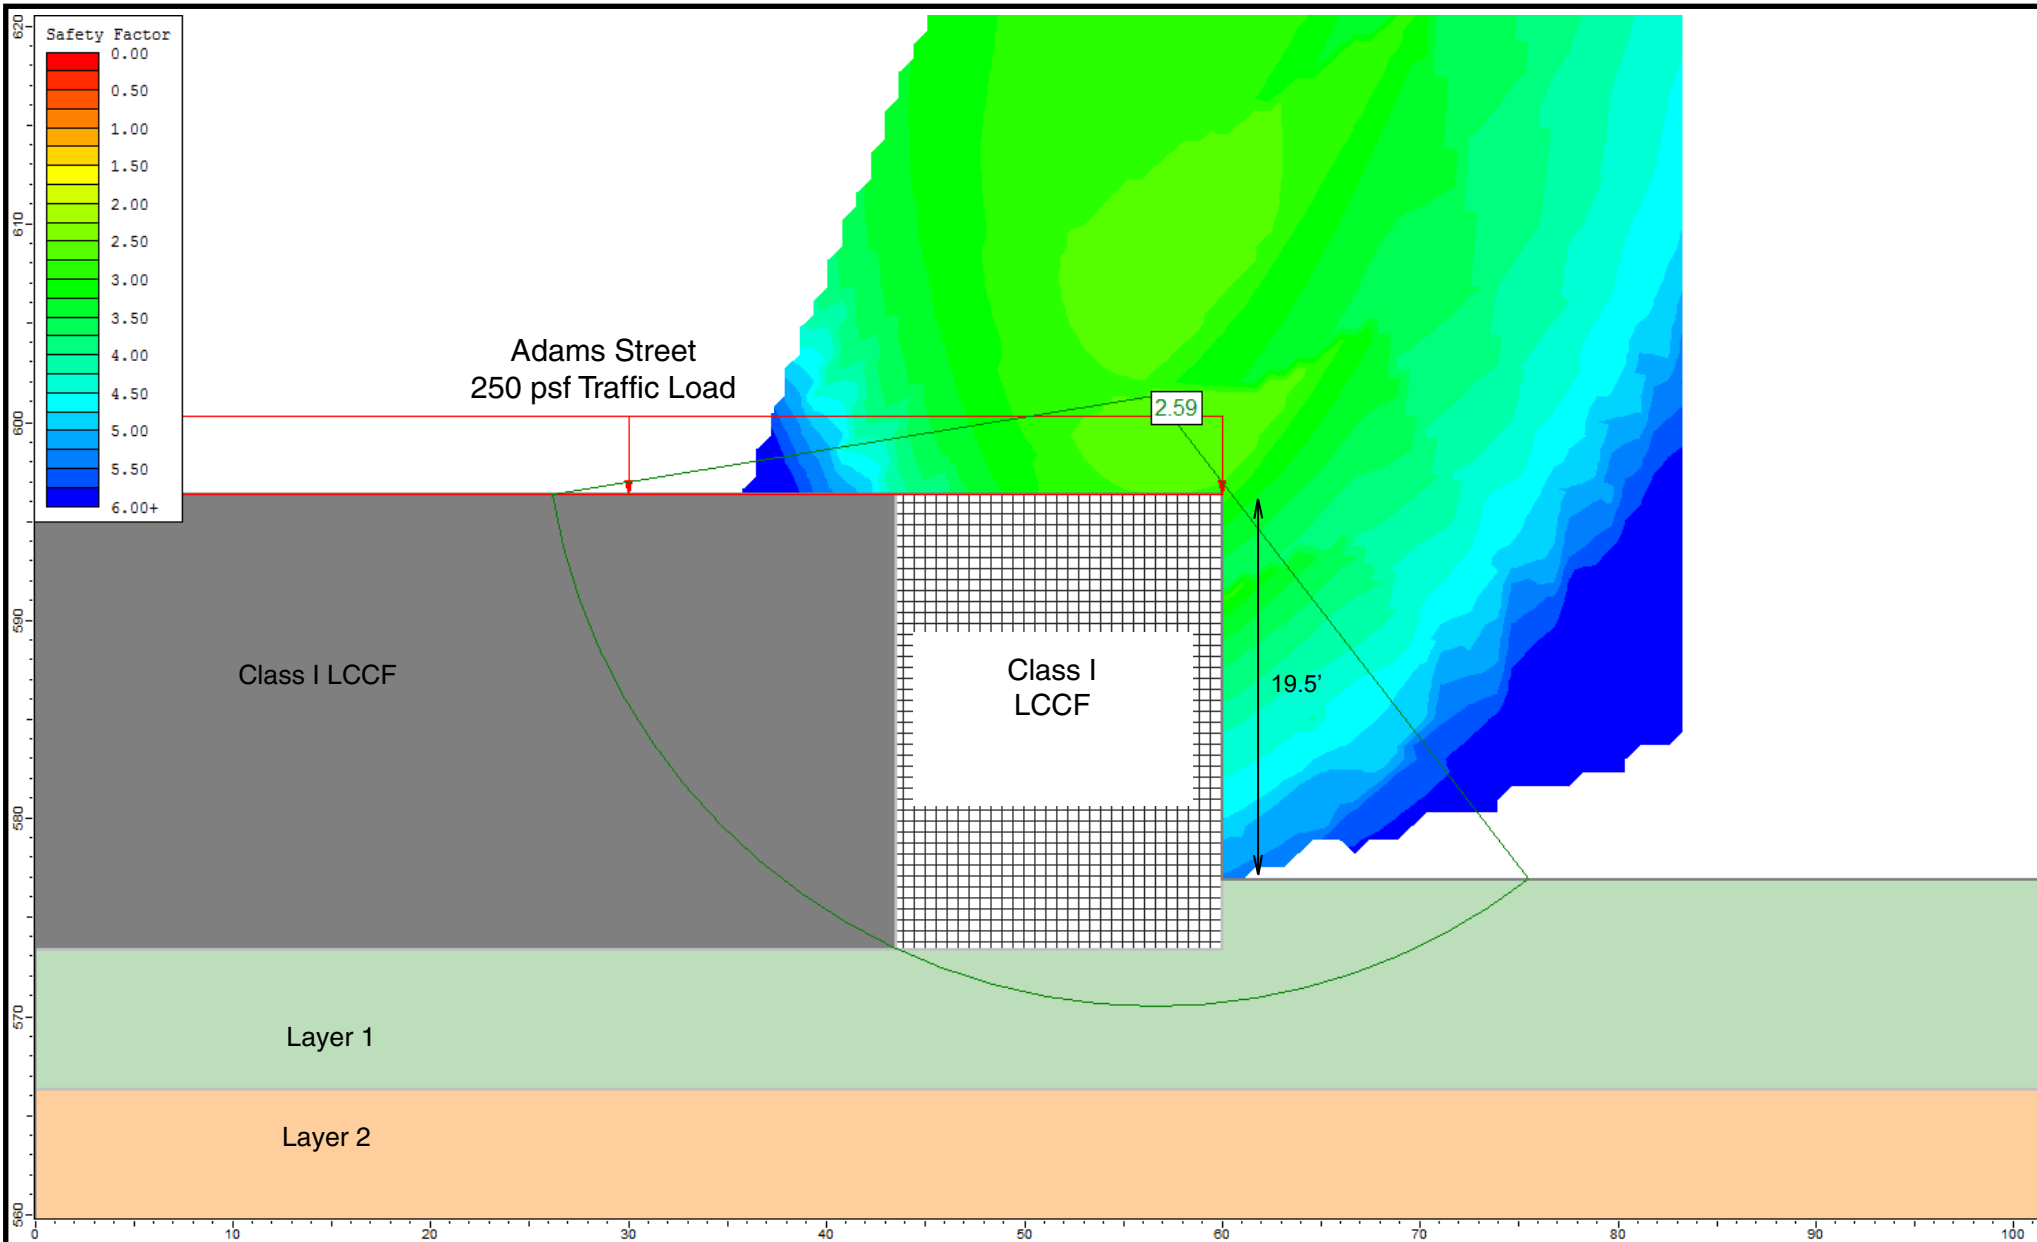 Safety Factor
0.00
0.50
1.00
1.50
2.00
2.50
3.00
3.50
4.00
4.50
5.00
5.50
6.00+
620
610
600
590
580
570
560
Adams Street
250 psf Traffic Load
2.59
Class I LCCF
Class I
LCCF
19.5’
Layer 1
Layer 2
0 10 20 30 40 50 60 70 80 90 100